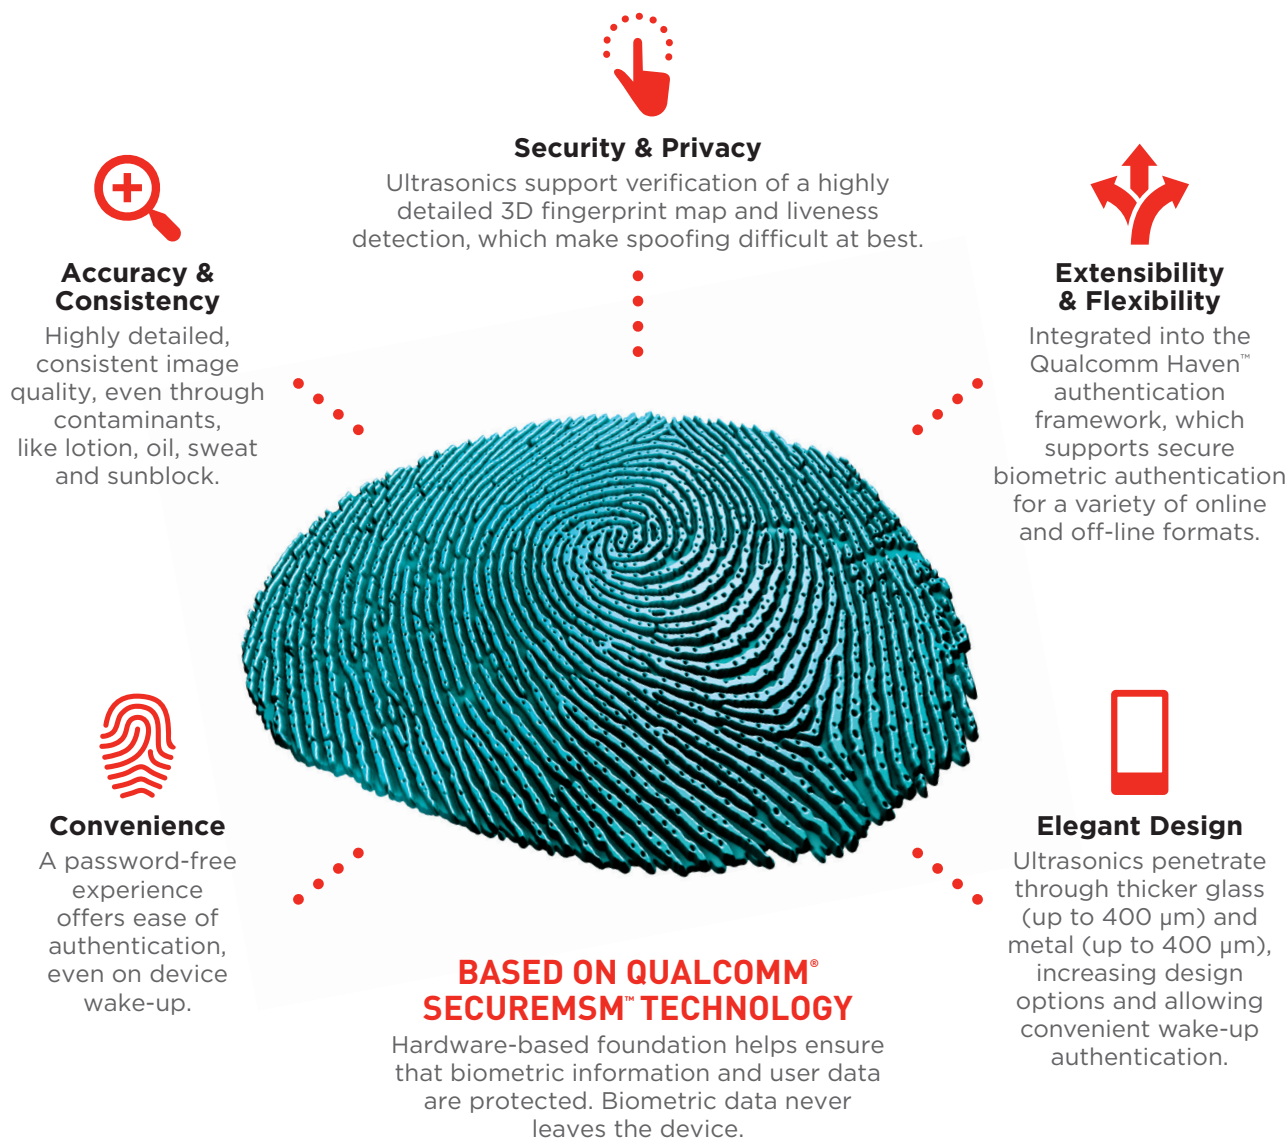 Security & Privacy
Ultrasonics support verification of a highly
detailed 3D fingerprint map and liveness
detection, which make spoofing difficult at best.
Accuracy &
Consistency
Highly detailed,
consistent image
quality, even through
contaminants,
like lotion, oil, sweat
and sunblock.
Extensibility
& Flexibility
Integrated into the
Qualcomm Haven™
authentication
framework, which
supports secure
biometric authentication
for a variety of online
and off-line formats.
Convenience
A password-free
experience
offers ease of
authentication,
even on device
wake-up.
Elegant Design
Ultrasonics penetrate
through thicker glass
(up to 400 µm) and
metal (up to 400 µm),
increasing design
options and allowing
convenient wake-up
authentication.
BASED ON QUALCOMM®
SECUREMSM™ TECHNOLOGY
Hardware-based foundation helps ensure
that biometric information and user data
are protected. Biometric data never
leaves the device.